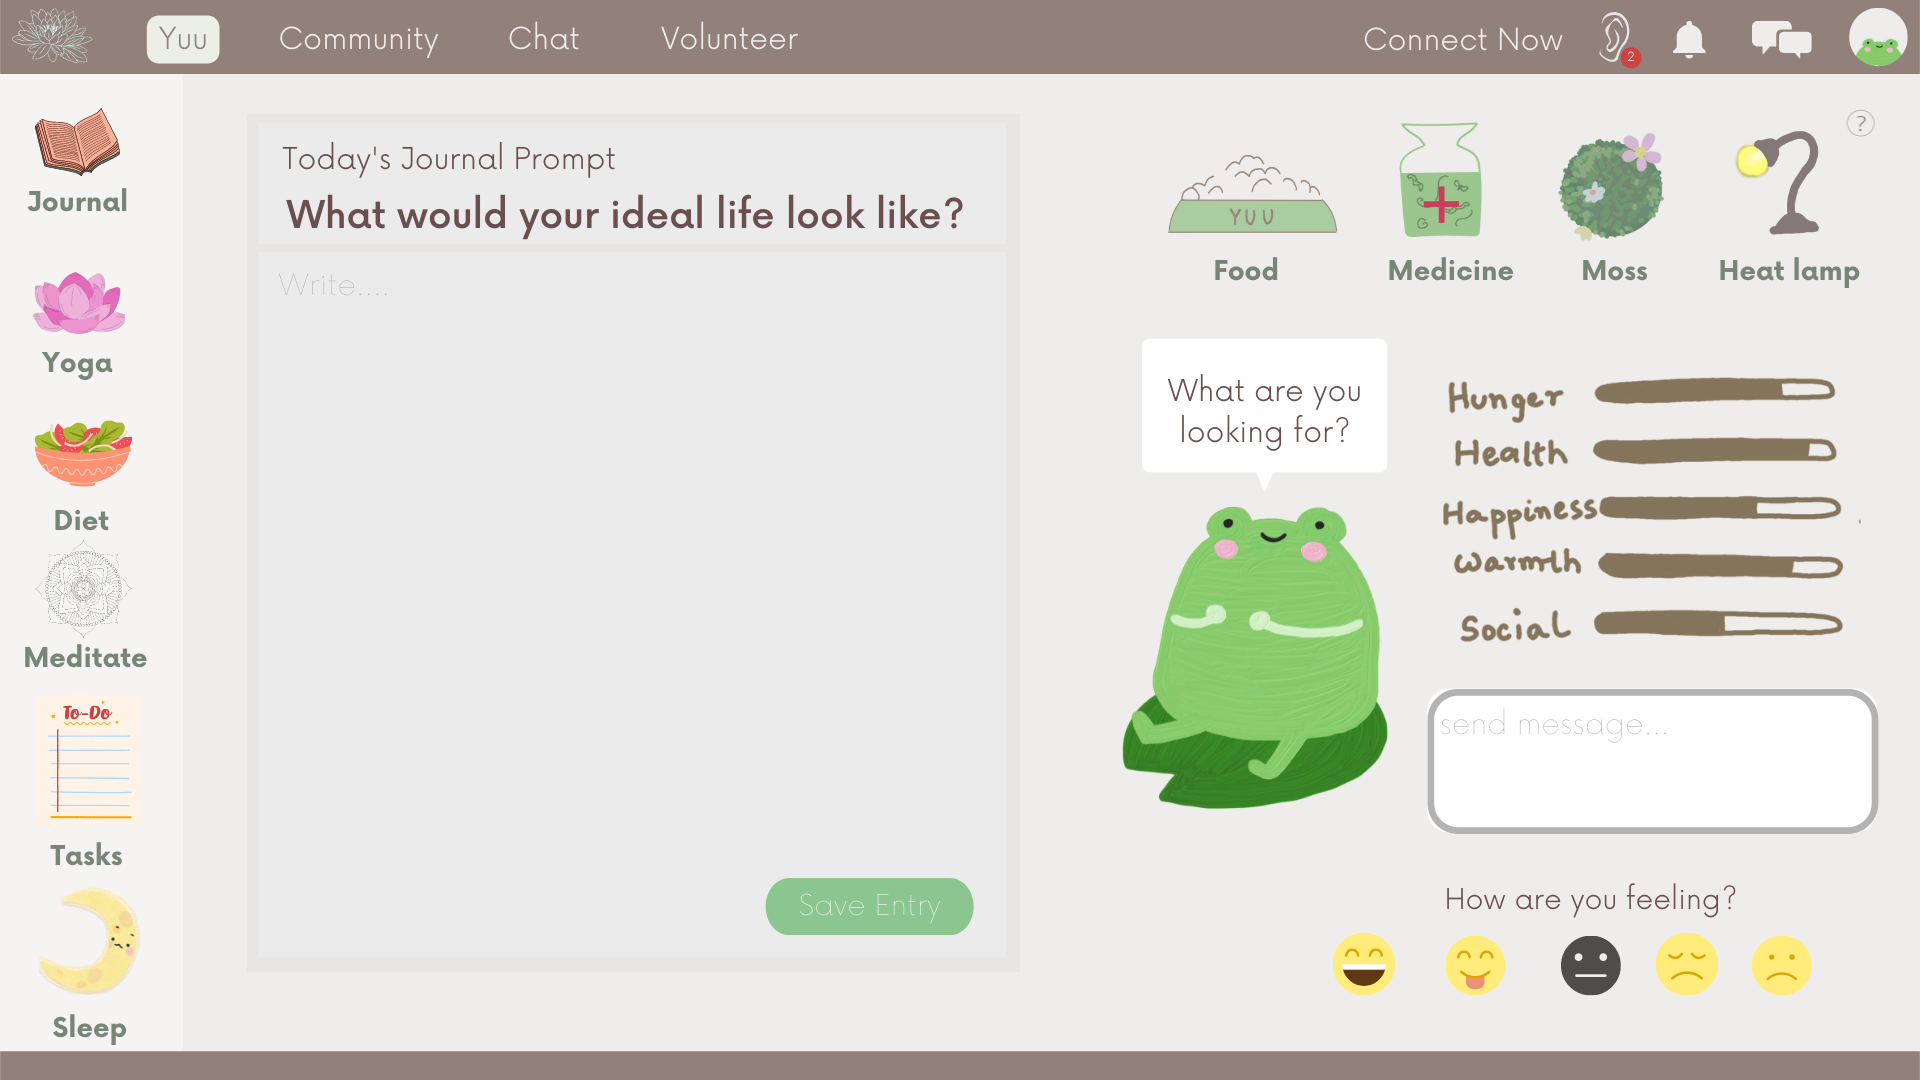 Yuu
Community
Chat
Volunteer
Connect Now
2
Journal
Yoga
Diet
Meditate
To-Do
Tasks
Sleep
Today's Journal Prompt
What would your ideal life look like?
Write....
Save Entry
?
YUU
Food
Medicine
Moss
Heat lamp
What are you
looking for?
Hunger
Health
Happiness
Warmth
Social
send message...
How are you feeling?